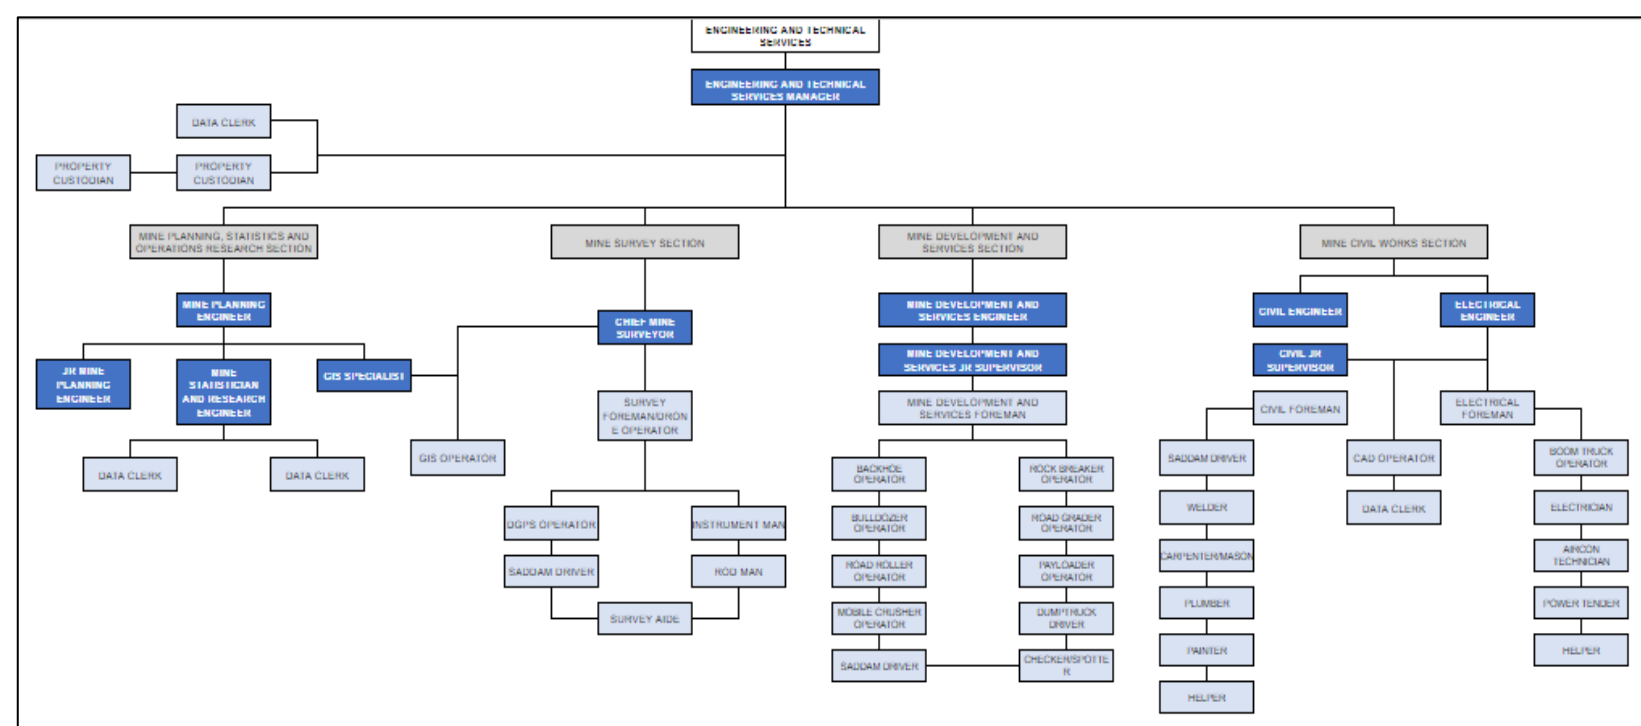 ENGINEERING AND TECHNICAL
SERVICES
ENGINEERING AND TECHNICAL
SERVICES MANAGER
DATA CLERK
PROPERTY
CUSTODIAN
PROPERTY
CUSTODIAN
MINE PLANNING, STATISTICS AND
OPERATIONS RESEARCH SECTION
MINE SURVEY SECTION
MINE DEVELOPMENT AND
SERVICES SECTION
MINE CIVIL WORKS SECTION
MINE PLANNING
ENGINEER
JR MINE
PLANNING
ENGINEER
MINE
STATISTICIAN
AND RESEARCH
ENGINEER
GIS SPECIALIST
DATA CLERK
DATA CLERK
CHIEF MINE
SURVEYOR
SURVEY
FOREMAN/DRON
E OPERATOR
GIS OPERATOR
DGPS OPERATOR
INSTRUMENT MAN
SADDAM DRIVER
ROD MAN
SURVEY AIDE
MINE DEVELOPMENT AND
SERVICES ENGINEER
MINE DEVELOPMENT AND
SERVICES JR SUPERVISOR
MINE DEVELOPMENT AND
SERVICES FOREMAN
BACKHOE
OPERATOR
ROCK BREAKER
OPERATOR
BULLDOZER
OPERATOR
ROAD GRADER
OPERATOR
ROAD ROLLER
OPERATOR
PAYLOADER
OPERATOR
MOBILE CRUSHER
OPERATOR
DUMPTRUCK
DRIVER
SADDAM DRIVER
CHECKER/SPOTTE
R
CIVIL ENGINEER
ELECTRICAL
ENGINEER
CIVIL JR
SUPERVISOR
CIVIL FOREMAN
ELECTRICAL
FOREMAN
SADDAM DRIVER
CAD OPERATOR
BOOM TRUCK
OPERATOR
WELDER
DATA CLERK
ELECTRICIAN
CARPENTER/MASON
AIRCON
TECHNICIAN
PLUMBER
POWER TENDER
PAINTER
HELPER
HELPER